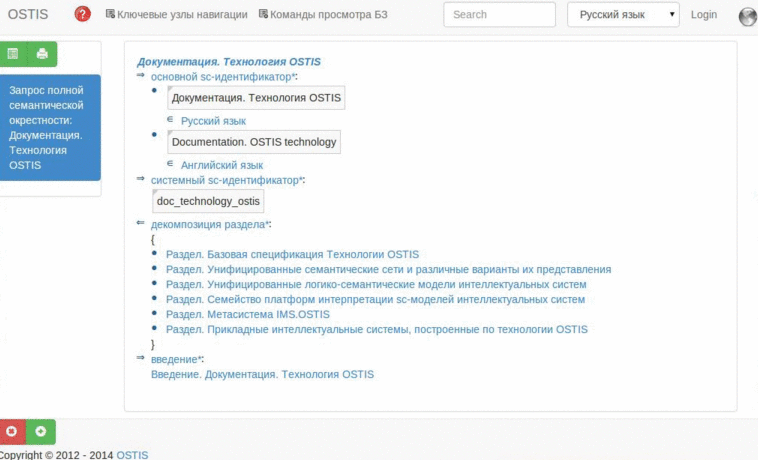 OSTIS ? Ключевые узлы навигации Команды просмотра БЗ Search Русский язык Login
Запрос полной
семантической
окрестности:
Документация.
Технология
OSTIS
Документация. Технология OSTIS
⇒ основной sc-идентификатор*:
• Документация. Технология OSTIS
∈ Русский язык
• Documentation. OSTIS technology
∈ Английский язык
⇒ системный sc-идентификатор*:
doc_technology_ostis
⇐ декомпозиция раздела*:
{
• Раздел. Базовая спецификация Технологии OSTIS
• Раздел. Унифицированные семантические сети и различные варианты их представления
• Раздел. Унифицированные логико-семантические модели интеллектуальных систем
• Раздел. Семейство платформ интерпретации sc-моделей интеллектуальных систем
• Раздел. Метасистема IMS.OSTIS
• Раздел. Прикладные интеллектуальные системы, построенные по технологии OSTIS
}
⇒ введение*:
Введение. Документация. Технология OSTIS
Copyright © 2012 - 2014 OSTIS